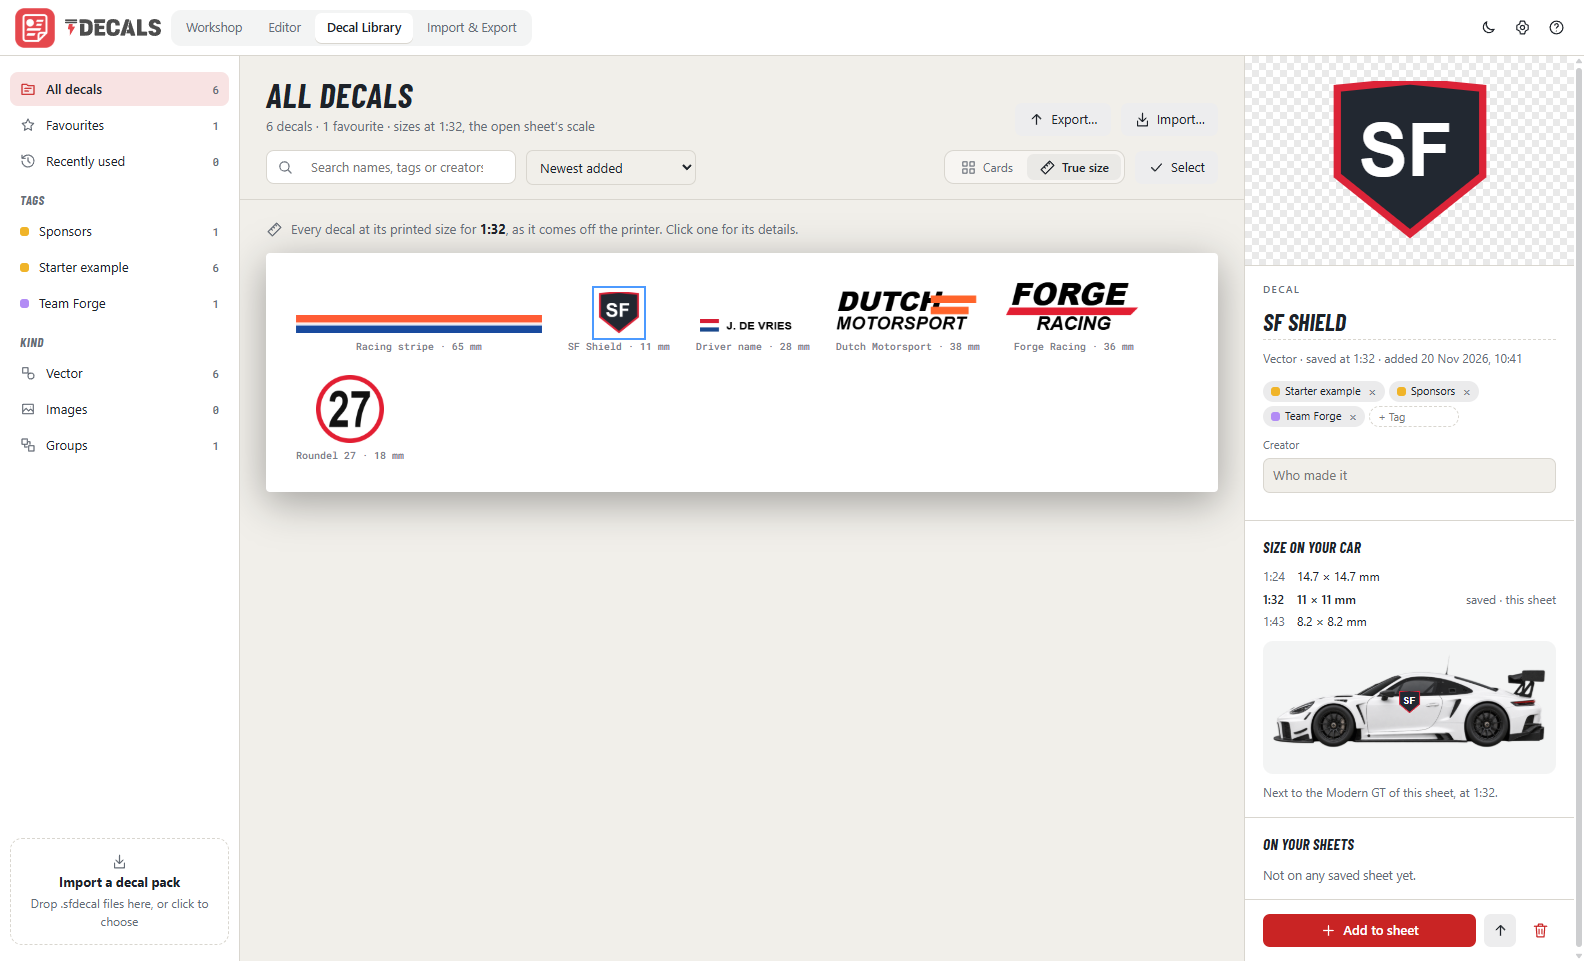 DECALS
Workshop
Editor
Decal Library
Import & Export
All decals 6
Favourites 1
Recently used 0
TAGS
Sponsors 1
Starter example 6
Team Forge 1
KIND
Vector 6
Images 0
Groups 1
Import a decal pack
Drop .sfdecal files here, or click to
choose
ALL DECALS
6 decals · 1 favourite · sizes at 1:32, the open sheet's scale
Export...
Import...
Search names, tags or creators
Newest added
Cards
True size
Select
Every decal at its printed size for 1:32, as it comes off the printer. Click one for its details.
Racing stripe · 65 mm
SF
SF Shield · 11 mm
J. DE VRIES
Driver name · 28 mm
DUTCH
MOTORSPORT
Dutch Motorsport · 38 mm
FORGE
RACING
Forge Racing · 36 mm
27
Roundel 27 · 18 mm
SF
DECAL
SF SHIELD
Vector · saved at 1:32 · added 20 Nov 2026, 10:41
Starter example ×
Sponsors ×
Team Forge ×
+ Tag
Creator
Who made it
SIZE ON YOUR CAR
1:24 14.7 × 14.7 mm
1:32 11 × 11 mm saved · this sheet
1:43 8.2 × 8.2 mm
SF
Next to the Modern GT of this sheet, at 1:32.
ON YOUR SHEETS
Not on any saved sheet yet.
Add to sheet